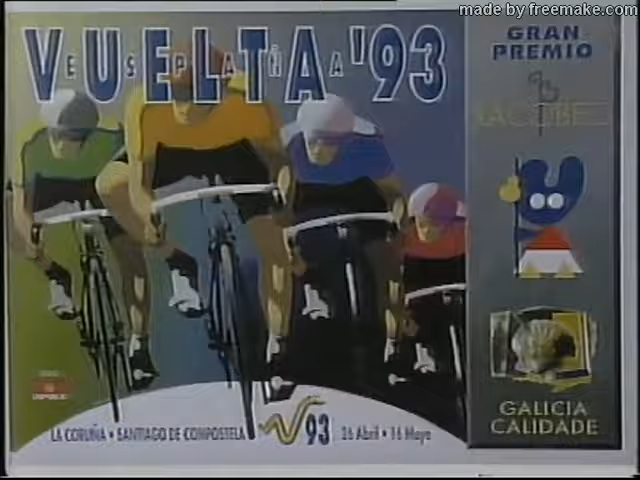 made by freemake.com
VUELTA '93
ESPAÑA
GRAN
PREMIO
LA CORUÑA • SANTIAGO DE COMPOSTELA
93
26 Abril • 16 Mayo
GALICIA
CALIDADE